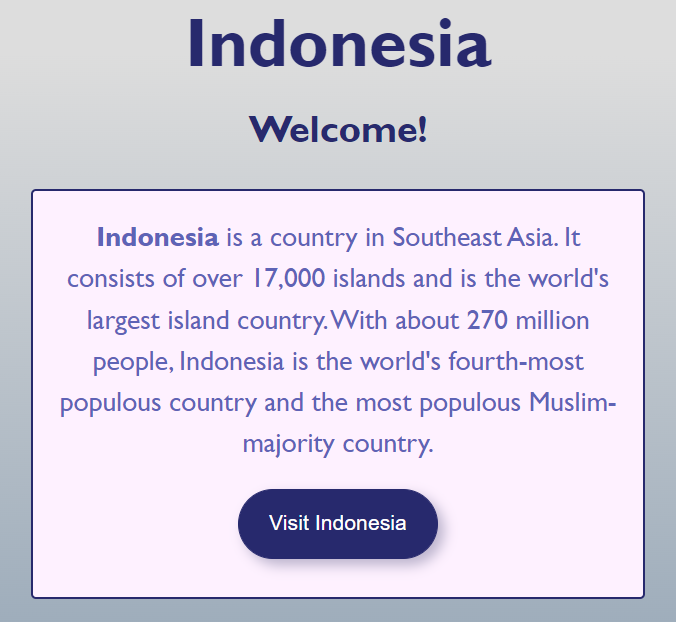 Indonesia
Welcome!
Indonesia is a country in Southeast Asia. It
consists of over 17,000 islands and is the world's
largest island country. With about 270 million
people, Indonesia is the world's fourth-most
populous country and the most populous Muslim-
majority country.
Visit Indonesia